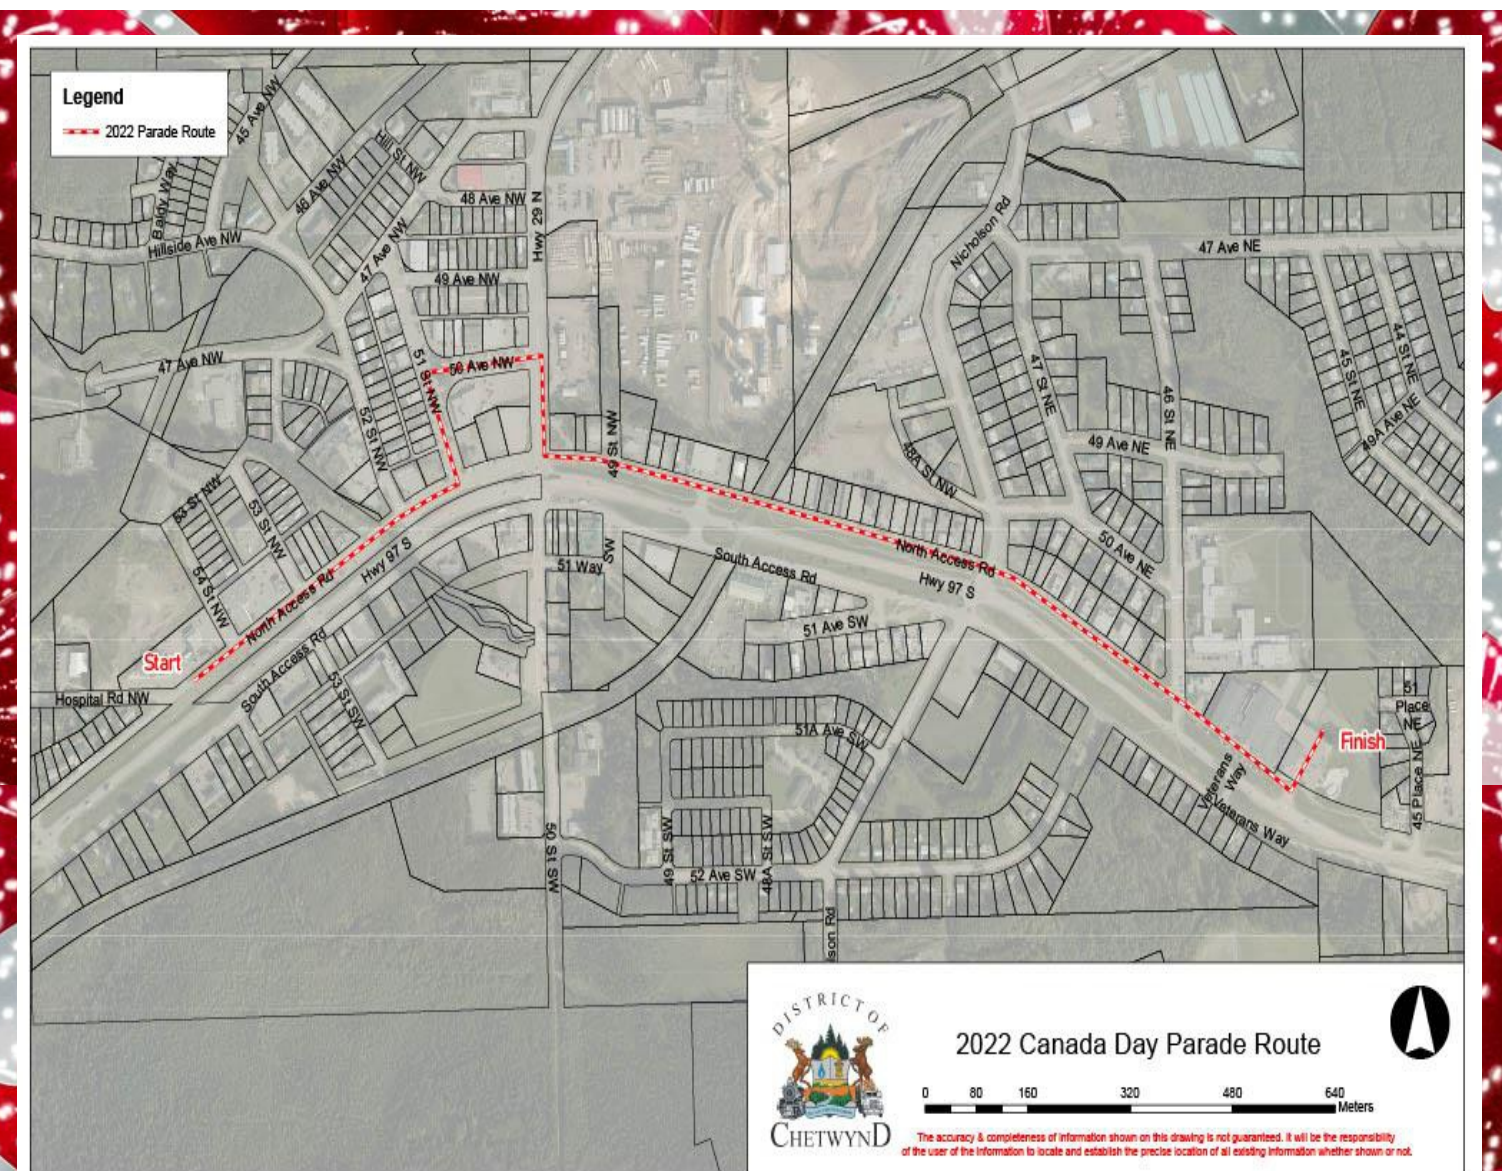 Legend
2022 Parade Route
45 Ave NW
Hill St NW
46 Ave NW
Baldy Way
48 Ave NW
Hwy 29 N
Hillside Ave NW
47 Ave NW
49 Ave NW
Nicholson Rd
47 Ave NE
47 Ave NW
50 Ave NW
51 St NW
52 St NW
49 St NW
47 St NE
46 St NE
45 St NE
44 St NE
49A Ave NE
49 Ave NE
48A St NW
53 St NW
53 St NW
54 St NW
50 Ave NE
North Access Rd
Hwy 97 S
51 Way
SW
South Access Rd
North Access Rd
Hwy 97 S
51 Ave SW
Start
Hospital Rd NW
South Access Rd
53 St SW
51A Ave SW
51
Place
NE
Finish
45 Place NE
Veterans
Way
Veterans Way
50 St SW
49 St SW
48A St SW
52 Ave SW
lson Rd
DISTRICT OF
CHETWYND
2022 Canada Day Parade Route
0 80 160 320 480 640
Meters
The accuracy & completeness of information shown on this drawing is not guaranteed. It will be the responsibility
of the user of the information to locate and establish the precise location of all existing information whether shown or not.